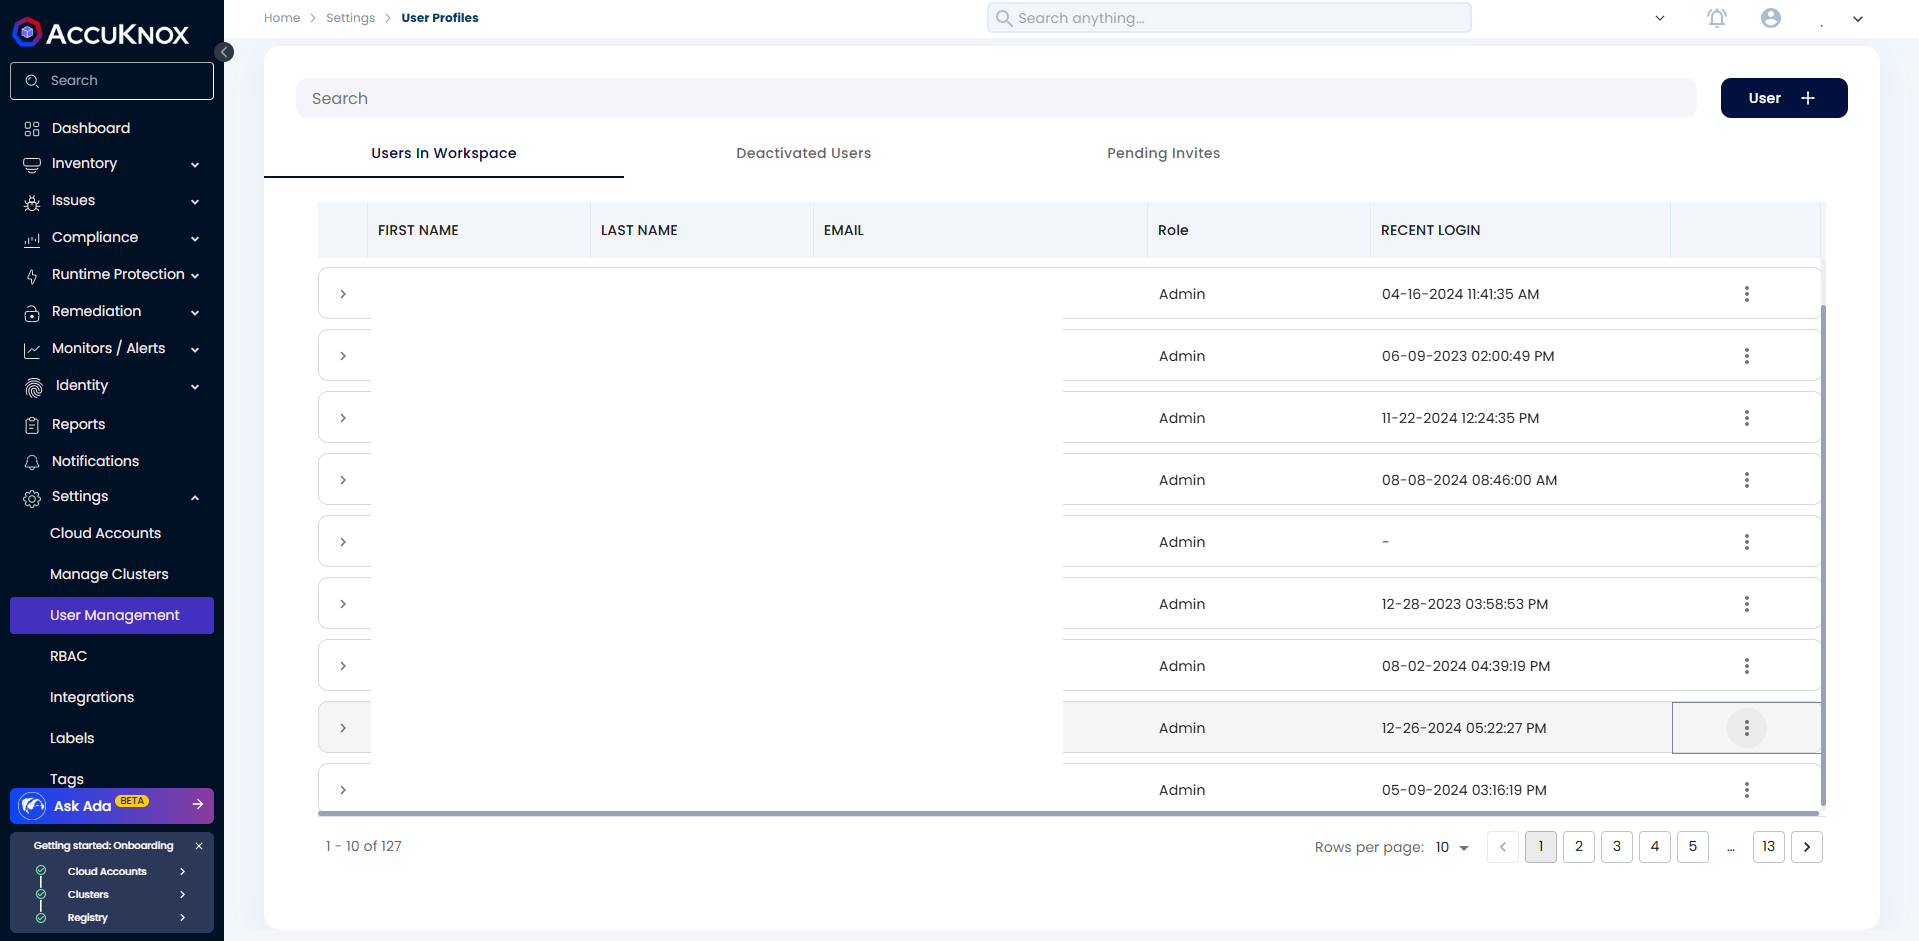 ACCUKNOX
Search
Dashboard
Inventory
Issues
Compliance
Runtime Protection
Remediation
Monitors / Alerts
Identity
Reports
Notifications
Settings
Cloud Accounts
Manage Clusters
User Management
RBAC
Integrations
Labels
Tags
Ask Ada BETA
Getting started: Onboarding
Cloud Accounts
Clusters
Registry
Home > Settings > User Profiles
Search anything...
Search
User +
Users In Workspace Deactivated Users Pending Invites
FIRST NAME LAST NAME EMAIL Role RECENT LOGIN
Admin 04-16-2024 11:41:35 AM
Admin 06-09-2023 02:00:49 PM
Admin 11-22-2024 12:24:35 PM
Admin 08-08-2024 08:46:00 AM
Admin -
Admin 12-28-2023 03:58:53 PM
Admin 08-02-2024 04:39:19 PM
Admin 12-26-2024 05:22:27 PM
Admin 05-09-2024 03:16:19 PM
1 - 10 of 127
Rows per page: 10 < 1 2 3 4 5 ... 13 >